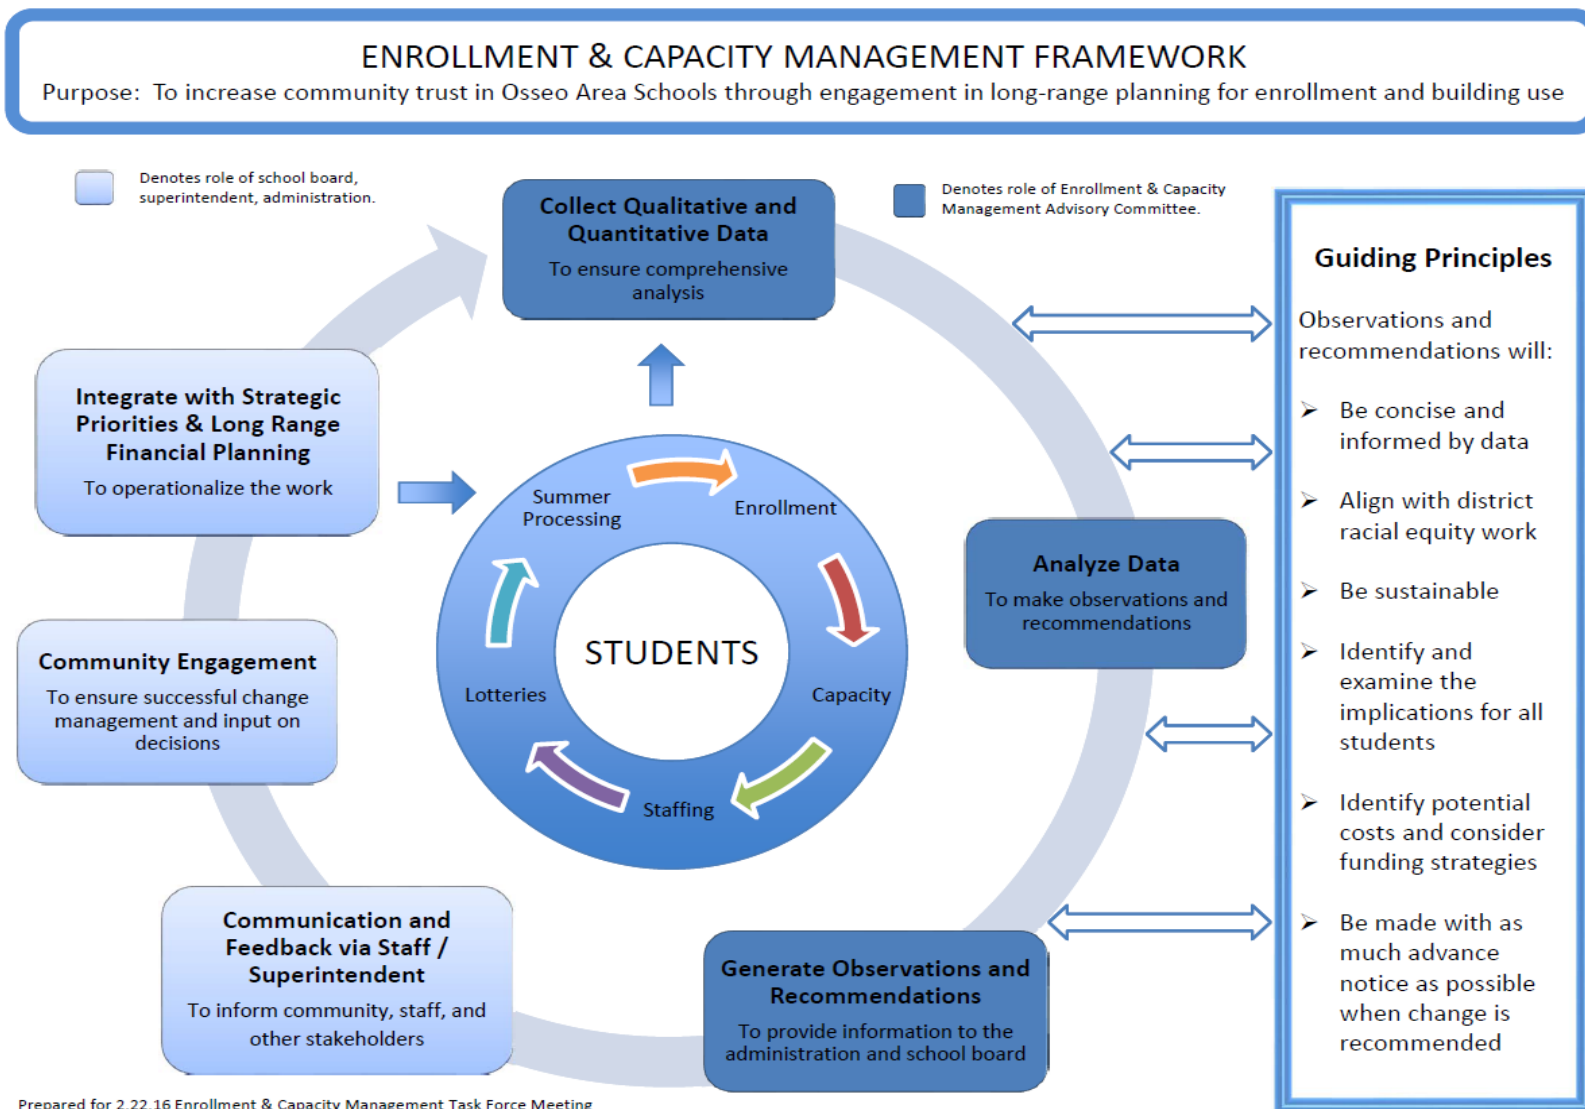 ENROLLMENT & CAPACITY MANAGEMENT FRAMEWORK
Purpose: To increase community trust in Osseo Area Schools through engagement in long-range planning for enrollment and building use
Denotes role of school board,
superintendent, administration.
Denotes role of Enrollment & Capacity
Management Advisory Committee.
Collect Qualitative and
Quantitative Data
To ensure comprehensive
analysis
Analyze Data
To make observations and
recommendations
Generate Observations and
Recommendations
To provide information to the
administration and school board
Communication and
Feedback via Staff /
Superintendent
To inform community, staff, and
other stakeholders
Community Engagement
To ensure successful change
management and input on
decisions
Integrate with Strategic
Priorities & Long Range
Financial Planning
To operationalize the work
Summer
Processing
Enrollment
Capacity
Staffing
Lotteries
STUDENTS
Guiding Principles
Observations and
recommendations will:
➢ Be concise and
informed by data
➢ Align with district
racial equity work
➢ Be sustainable
➢ Identify and
examine the
implications for all
students
➢ Identify potential
costs and consider
funding strategies
➢ Be made with as
much advance
notice as possible
when change is
recommended
Prepared for 2.22.16 Enrollment & Capacity Management Task Force Meeting